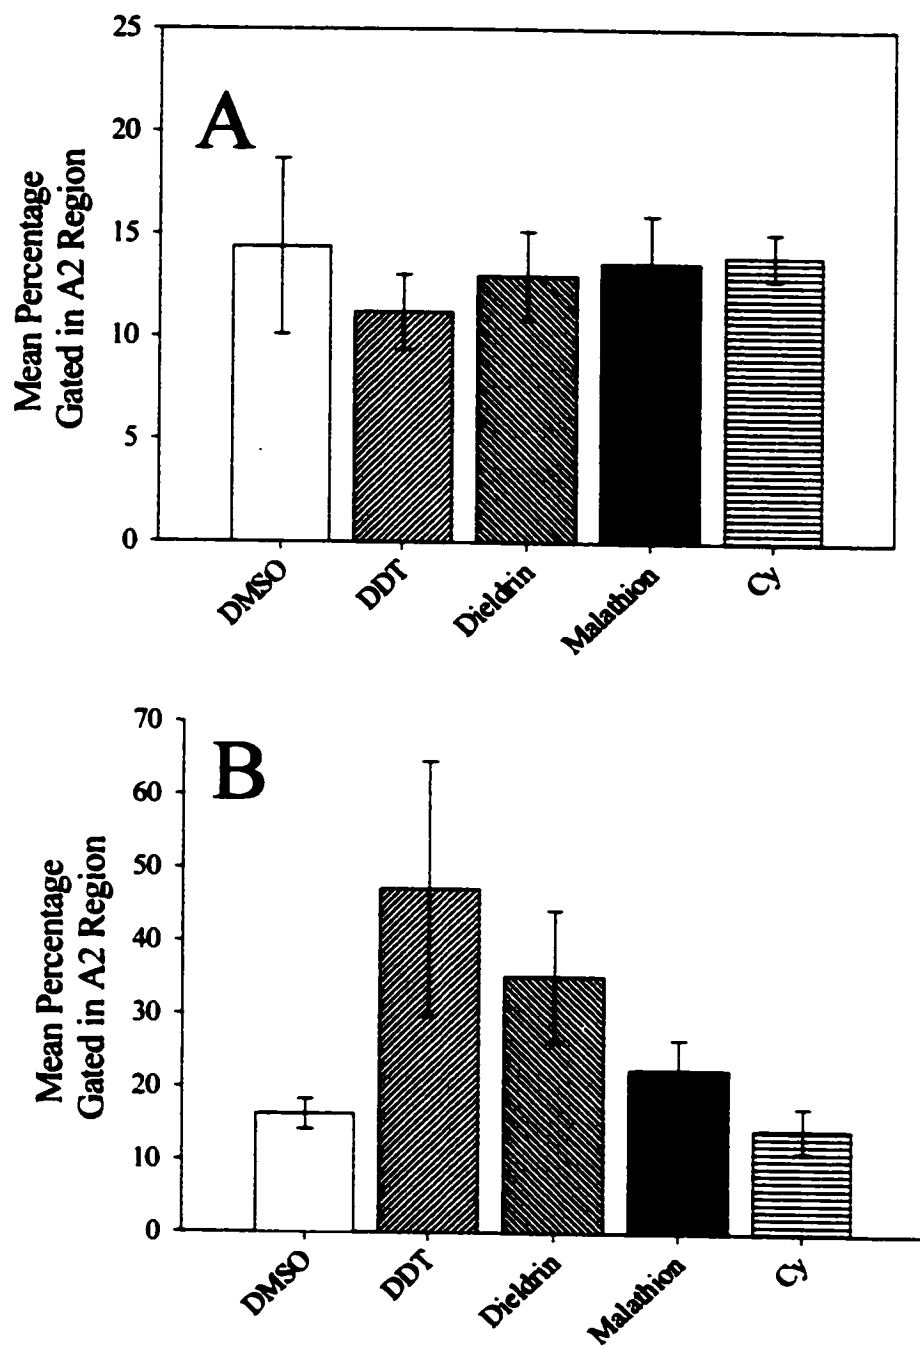 25
20
15
10
5
0
A
Mean Percentage
Gated in A2 Region
DMSO
DDT
Dieldrin
Malathion
Cy
70
60
50
40
30
20
10
0
B
Mean Percentage
Gated in A2 Region
DMSO
DDT
Dieldrin
Malathion
Cy